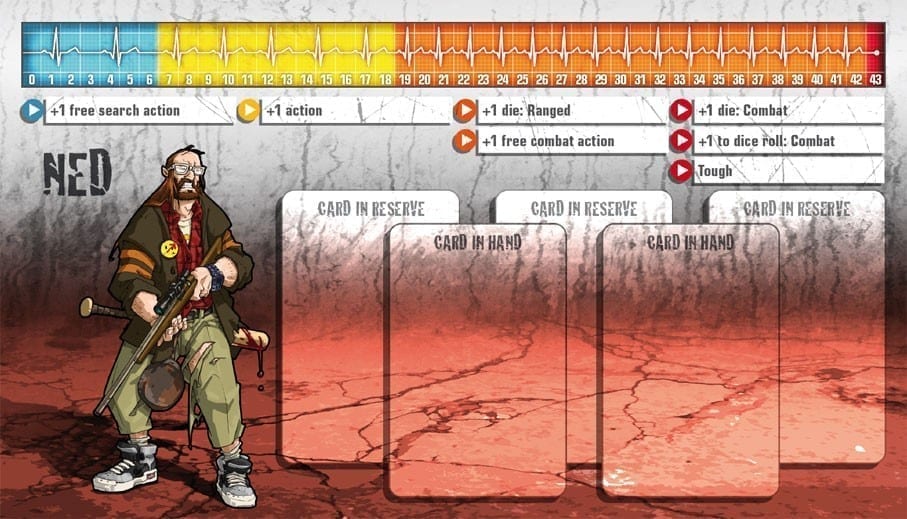 0 1 2 3 4 5 6 7 8 9 10 11 12 13 14 15 16 17 18 19 20 21 22 23 24 25 26 27 28 29 30 31 32 33 34 35 36 37 38 39 40 41 42 43
+1 free search action
+1 action
+1 die: Ranged
+1 die: Combat
+1 free combat action
+1 to dice roll: Combat
Tough
NED
CARD IN RESERVE
CARD IN RESERVE
CARD IN RESERVE
CARD IN HAND
CARD IN HAND